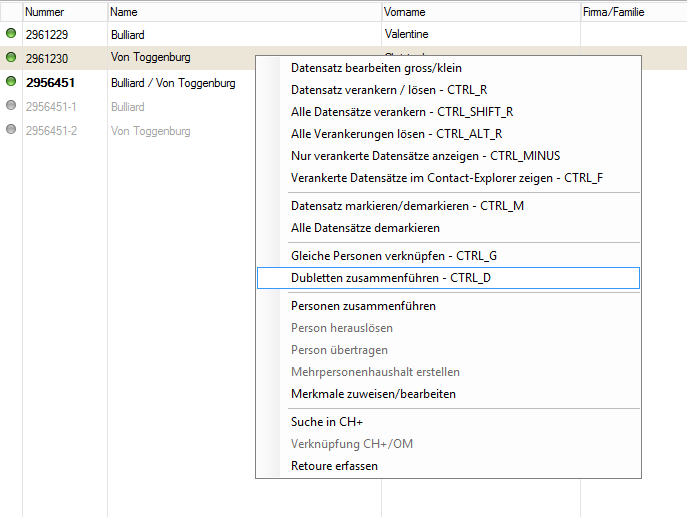 Nummer Name Vorname Firma/Familie
2961229 Bulliard Valentine
2961230 Von Toggenburg
2956451 Bulliard / Von Toggenburg
2956451-1 Bulliard
2956451-2 Von Toggenburg
Datensatz bearbeiten gross/klein
Datensatz verankern / lösen - CTRL_R
Alle Datensätze verankern - CTRL_SHIFT_R
Alle Verankerungen lösen - CTRL_ALT_R
Nur verankerte Datensätze anzeigen - CTRL_MINUS
Verankerte Datensätze im Contact-Explorer zeigen - CTRL_F
Datensatz markieren/demarkieren - CTRL_M
Alle Datensätze demarkieren
Gleiche Personen verknüpfen - CTRL_G
Dubletten zusammenführen - CTRL_D
Personen zusammenführen
Person herauslösen
Person übertragen
Mehrpersonenhaushalt erstellen
Merkmale zuweisen/bearbeiten
Suche in CH+
Verknüpfung CH+/OM
Retoure erfassen